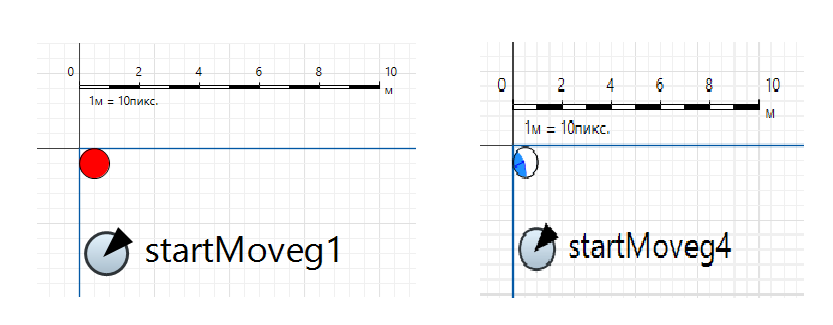 0 2 4 6 8 10
м
1м = 10пикс.
startMoveg1
0 2 4 6 8 10
м
1м = 10пикс.
startMoveg4